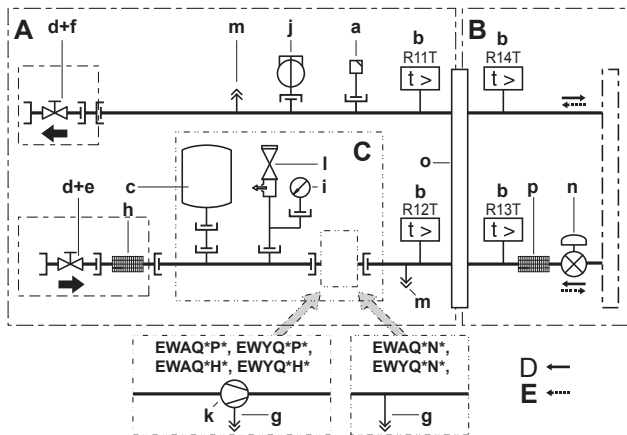 A
d+f
m
j
a
b
R11T
t >
B
b
R14T
t >
C
l
i
o
d+e
c
h
b
R12T
t >
b
R13T
t >
p
n
m
EWAQ*P*, EWYQ*P*,
EWAQ*H*, EWYQ*H*
k
g
EWAQ*N*,
EWYQ*N*,
g
D
E